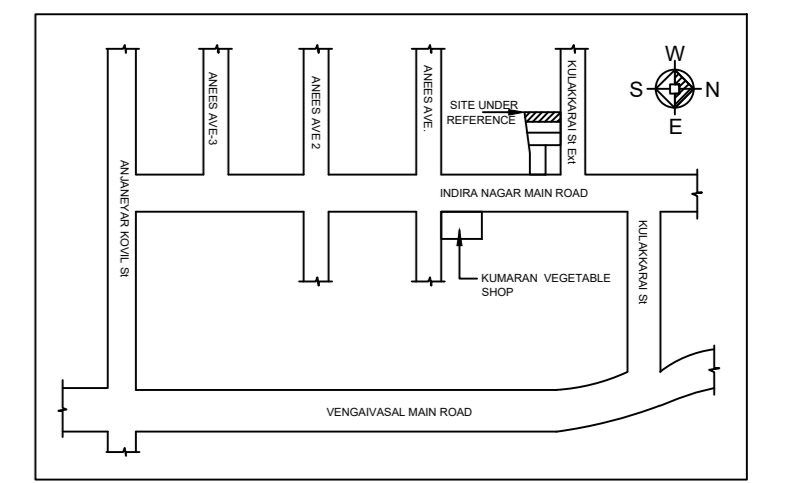 W
S
N
E
ANEES AVE-3
ANEES AVE 2
ANEES AVE.
KULAKKARAI St Ext
SITE UNDER
REFERENCE
ANJANEYAR KOVIL St
INDIRA NAGAR MAIN ROAD
KULAKKARAI St
KUMARAN VEGETABLE
SHOP
VENGAIVASAL MAIN ROAD